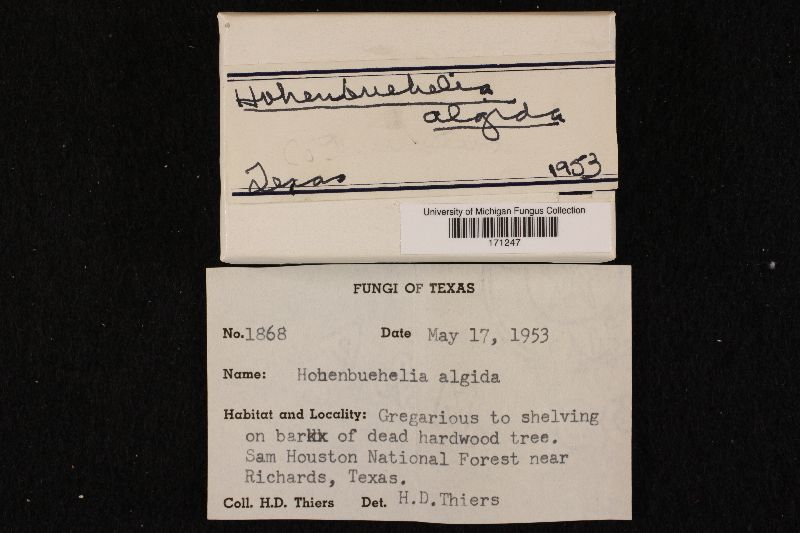 Hohenbuehelia
algida
Texas 1953
University of Michigan Fungus Collection
171247
FUNGI OF TEXAS
No. 1868 Date May 17, 1953
Name: Hohenbuehelia algida
Habitat and Locality: Gregarious to shelving
on barkk of dead hardwood tree.
Sam Houston National Forest near
Richards, Texas.
Coll. H.D. Thiers Det. H.D.Thiers